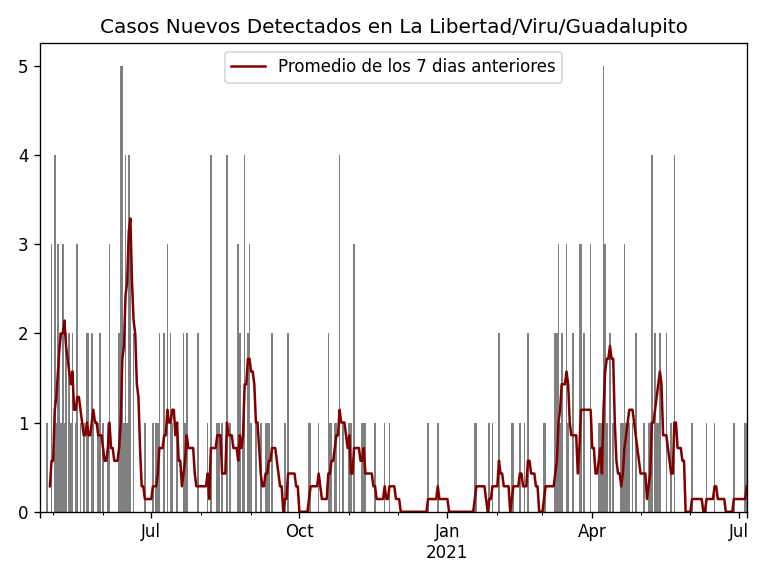 Casos Nuevos Detectados en La Libertad/Viru/Guadalupito
Promedio de los 7 dias anteriores
5
4
3
2
1
0
Jul Oct Jan Apr Jul
2021